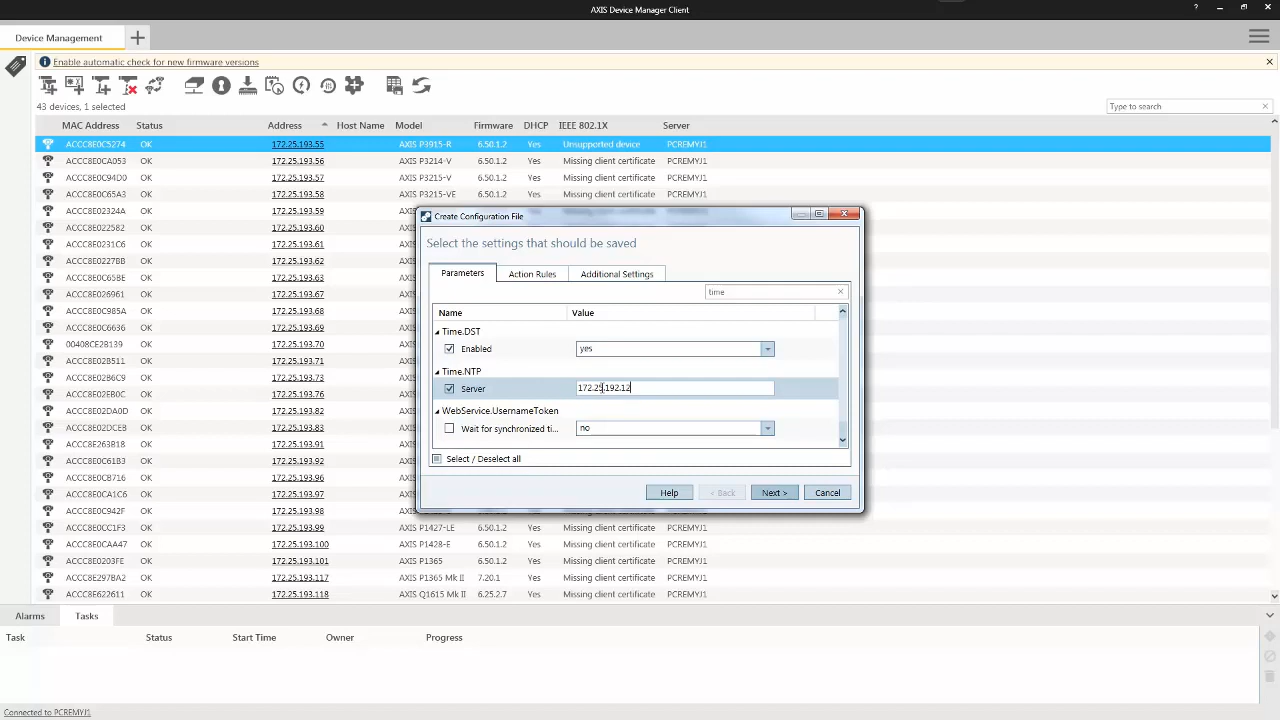 AXIS Device Manager Client
Device Management
Enable automatic check for new firmware versions
43 devices, 1 selected
Type to search
MAC Address Status Address Host Name Model Firmware DHCP IEEE 802.1X Server
ACCC8E0C5274 OK 172.25.193.55 AXIS P3915-R 6.50.1.2 Yes Unsupported device PCREMYJ1
ACCC8E0CA053 OK 172.25.193.56 AXIS P3214-V 6.50.1.2 Yes Missing client certificate PCREMYJ1
ACCC8E0C94D0 OK 172.25.193.57 AXIS P3215-V 6.50.1.2 Yes Missing client certificate PCREMYJ1
ACCC8E0C65A3 OK 172.25.193.58 AXIS P3215-VE 6.50.1.2 Yes Missing client certificate PCREMYJ1
ACCC8E02324A OK 172.25.193.59
ACCC8E022582 OK 172.25.193.60
ACCC8E0231C6 OK 172.25.193.61
ACCC8E0227BB OK 172.25.193.62
ACCC8E0C65BE OK 172.25.193.63
ACCC8E026961 OK 172.25.193.67
ACCC8E0C985A OK 172.25.193.68
ACCC8E0C6636 OK 172.25.193.69
00408CE2B139 OK 172.25.193.70
ACCC8E02B511 OK 172.25.193.71
ACCC8E02B6C9 OK 172.25.193.73
ACCC8E02EB0C OK 172.25.193.76
ACCC8E02DA0D OK 172.25.193.82
ACCC8E02DCEB OK 172.25.193.83
ACCC8E263B18 OK 172.25.193.91
ACCC8E0C61B3 OK 172.25.193.92
ACCC8E0CB716 OK 172.25.193.96
ACCC8E0CA1C6 OK 172.25.193.97
ACCC8E0C942F OK 172.25.193.98
ACCC8E0CC1F3 OK 172.25.193.99 AXIS P1427-LE 6.50.1.2 Yes Missing client certificate PCREMYJ1
ACCC8E0CAA47 OK 172.25.193.100 AXIS P1428-E 6.50.1.2 Yes Missing client certificate PCREMYJ1
ACCC8E0203FE OK 172.25.193.101 AXIS P1365 6.50.1.2 Yes Missing client certificate PCREMYJ1
ACCC8E297BA2 OK 172.25.193.117 AXIS P1365 Mk II 7.20.1 Yes Missing client certificate PCREMYJ1
ACCC8E622611 OK 172.25.193.118 AXIS Q1615 Mk II 6.25.2.7 Yes Missing client certificate PCREMYJ1
Create Configuration File
Select the settings that should be saved
Parameters Action Rules Additional Settings
time
Name Value
Time.DST
Enabled yes
Time.NTP
Server 172.25.192.12
WebService.UsernameToken
Wait for synchronized ti... no
Select / Deselect all
Help < Back Next > Cancel
Alarms Tasks
Task Status Start Time Owner Progress
Connected to PCREMYJ1